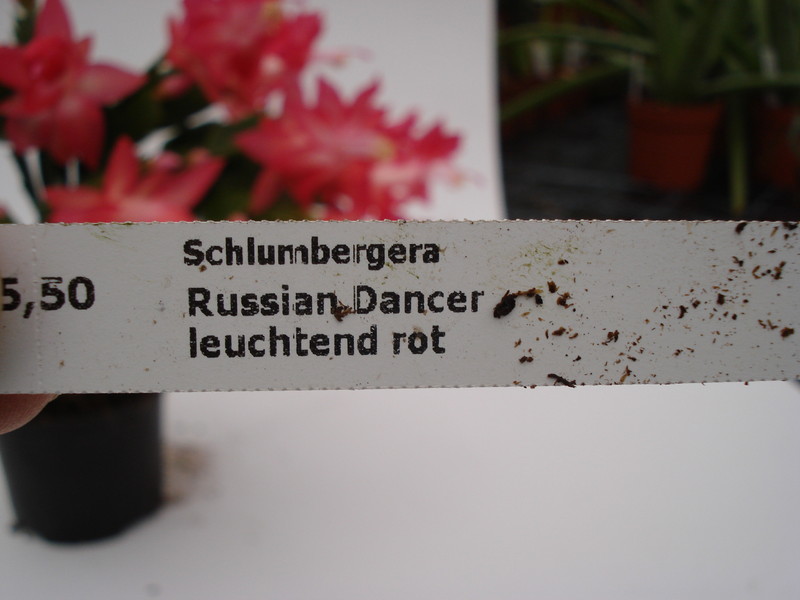 Schlumbergera
5,50
Russian Dancer
leuchtend rot